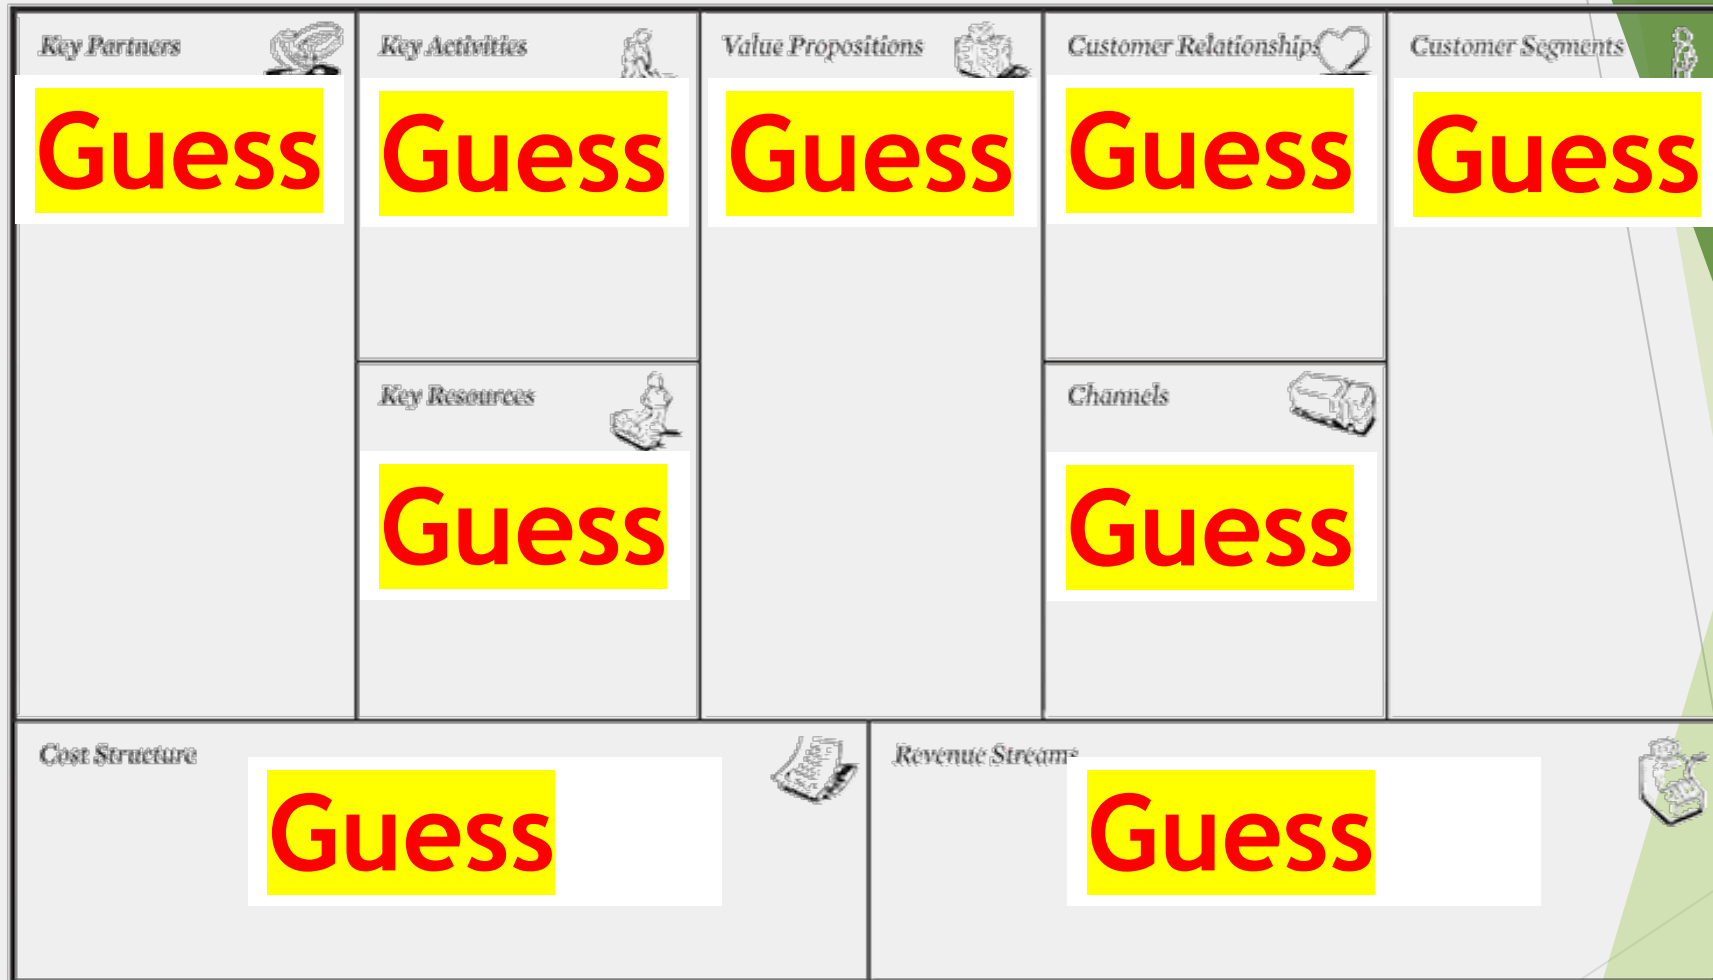 Key Partners
Guess
Key Activities
Guess
Key Resources
Guess
Value Propositions
Guess
Customer Relationships
Guess
Channels
Guess
Customer Segments
Guess
Cost Structure
Guess
Revenue Streams
Guess